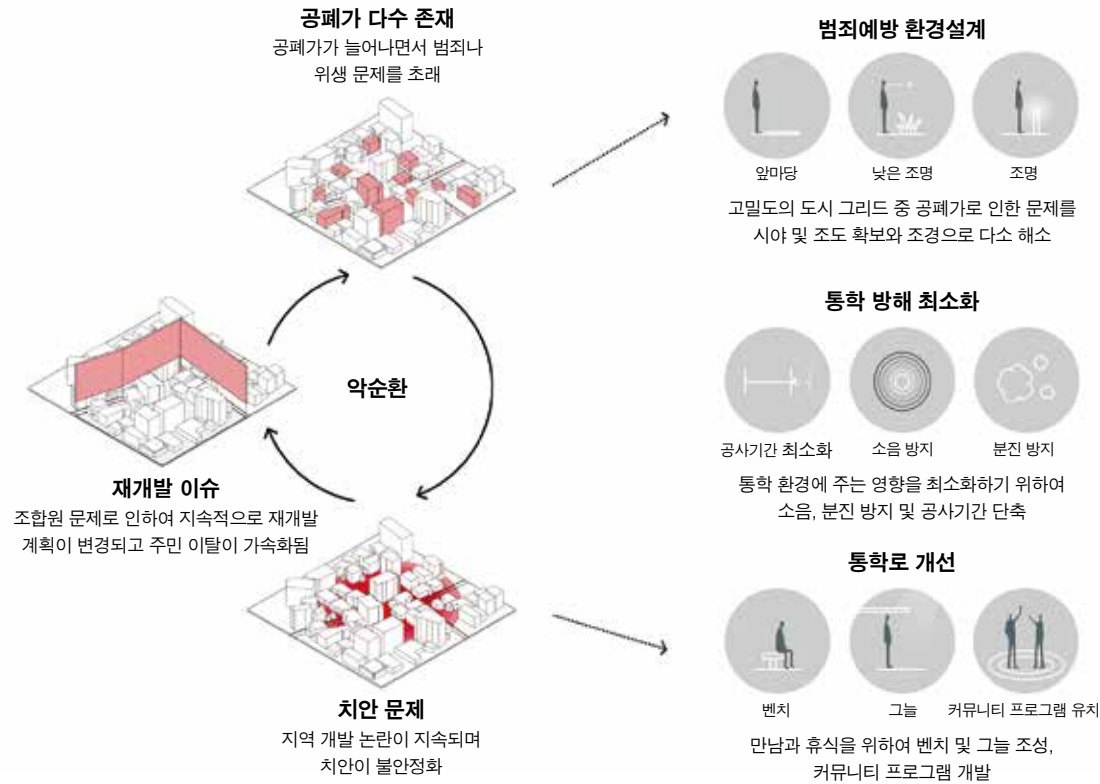 공폐가 다수 존재
공폐가가 늘어나면서 범죄나
위생 문제를 초래
악순환
재개발 이슈
조합원 문제로 인하여 지속적으로 재개발
계획이 변경되고 주민 이탈이 가속화됨
치안 문제
지역 개발 논란이 지속되며
치안이 불안정화
범죄예방 환경설계
앞마당
낮은 조명
조명
고밀도의 도시 그리드 중 공폐가로 인한 문제를
시야 및 조도 확보와 조경으로 다소 해소
통학 방해 최소화
공사기간 최소화
소음 방지
분진 방지
통학 환경에 주는 영향을 최소화하기 위하여
소음, 분진 방지 및 공사기간 단축
통학로 개선
벤치
그늘
커뮤니티 프로그램 유치
만남과 휴식을 위하여 벤치 및 그늘 조성,
커뮤니티 프로그램 개발